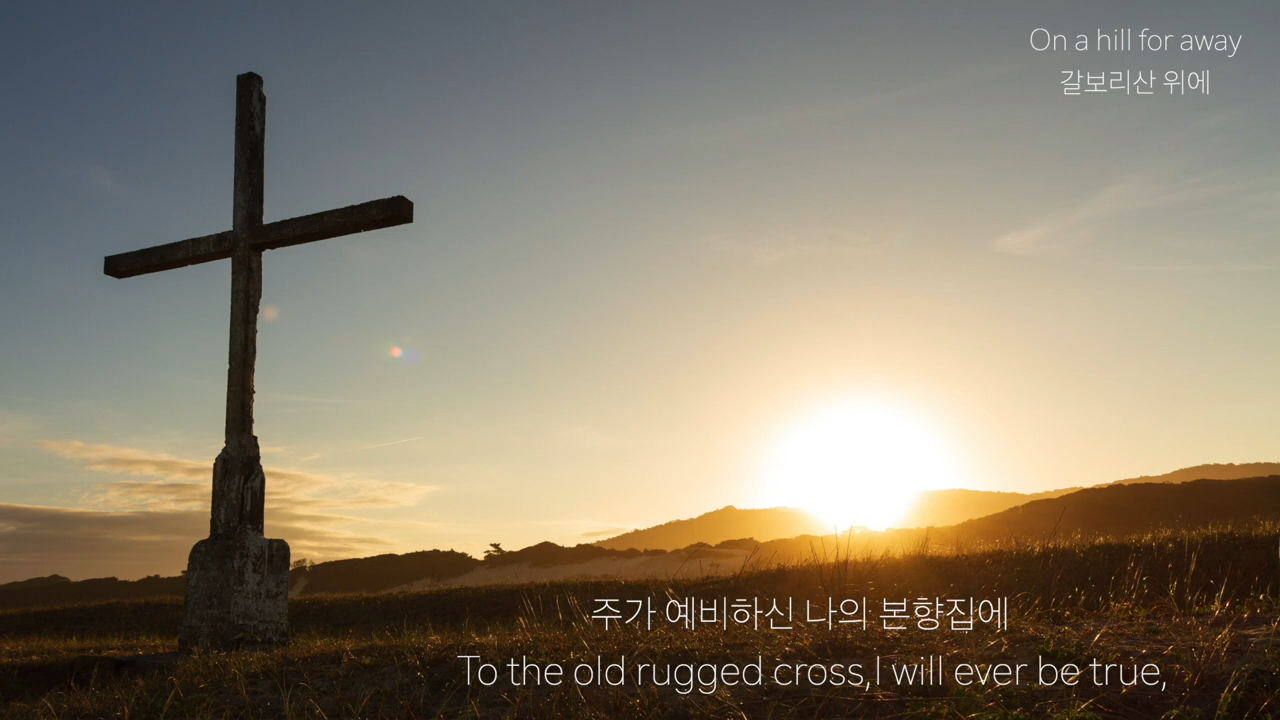 On a hill for away
갈보리산 위에
주가 예비하신 나의 본향집에
To the old rugged cross,I will ever be true,